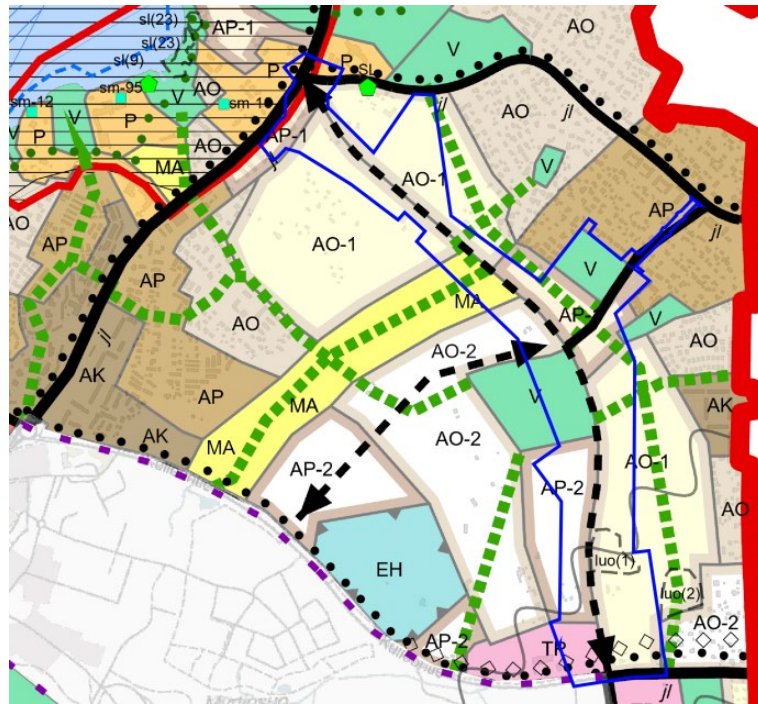 sl(23)
AP-1
sl(23)
AO
V
sl(9)
P
P
SL
sm-95
V
AO
sm-12
sm-1
AO
jl
jl
V
P
AP-1
AO
V
MA
jl
AO-1
AO
AP
AP
jl
AO-1
V
AP
MA
AP
AO
V
AO-2
jl
AK
V
AP
MA
AK
AO-2
AK
MA
AP-2
AO-1
AP-2
EH
luo(1)
luo(2)
AO-2
AP-2
TP
jl